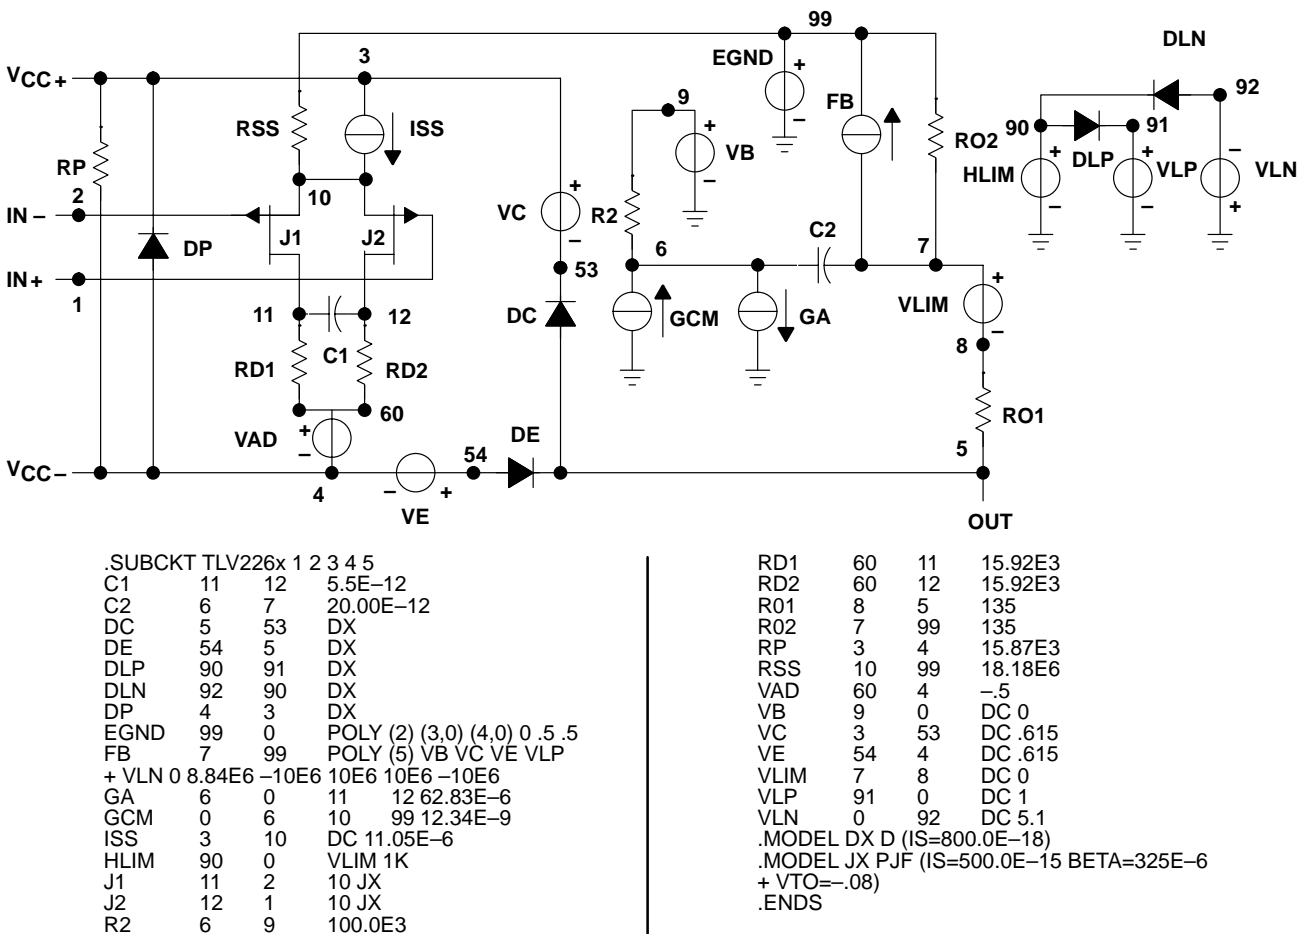 99
DLN
3
EGND
+
–
VCC+
9
FB
92
RSS
ISS
+
–
VB
RO2
90
91
DLP
HLIM
+
–
+
–
VLP
–
+
VLN
RP
2
10
IN –
VC
+
–
R2
C2
J1
J2
DP
6
7
IN +
1
53
11
12
DC
GCM
GA
VLIM
+
–
C1
8
RD1
RD2
60
RO1
VAD
+
–
DE
54
5
VCC –
4
–
+
VE
OUT
.SUBCKT TLV226x 1 2 3 4 5
C1 11 12 5.5E–12
C2 6 7 20.00E–12
DC 5 53 DX
DE 54 5 DX
DLP 90 91 DX
DLN 92 90 DX
DP 4 3 DX
EGND 99 0 POLY (2) (3,0) (4,0) 0 .5 .5
FB 7 99 POLY (5) VB VC VE VLP
+ VLN 0 8.84E6 –10E6 10E6 10E6 –10E6
GA 6 0 11 12 62.83E–6
GCM 0 6 10 99 12.34E–9
ISS 3 10 DC 11.05E–6
HLIM 90 0 VLIM 1K
J1 11 2 10 JX
J2 12 1 10 JX
R2 6 9 100.0E3
RD1 60 11 15.92E3
RD2 60 12 15.92E3
R01 8 5 135
R02 7 99 135
RP 3 4 15.87E3
RSS 10 99 18.18E6
VAD 60 4 –.5
VB 9 0 DC 0
VC 3 53 DC .615
VE 54 4 DC .615
VLIM 7 8 DC 0
VLP 91 0 DC 1
VLN 0 92 DC 5.1
.MODEL DX D (IS=800.0E–18)
.MODEL JX PJF (IS=500.0E–15 BETA=325E–6
+ VTO=–.08)
.ENDS